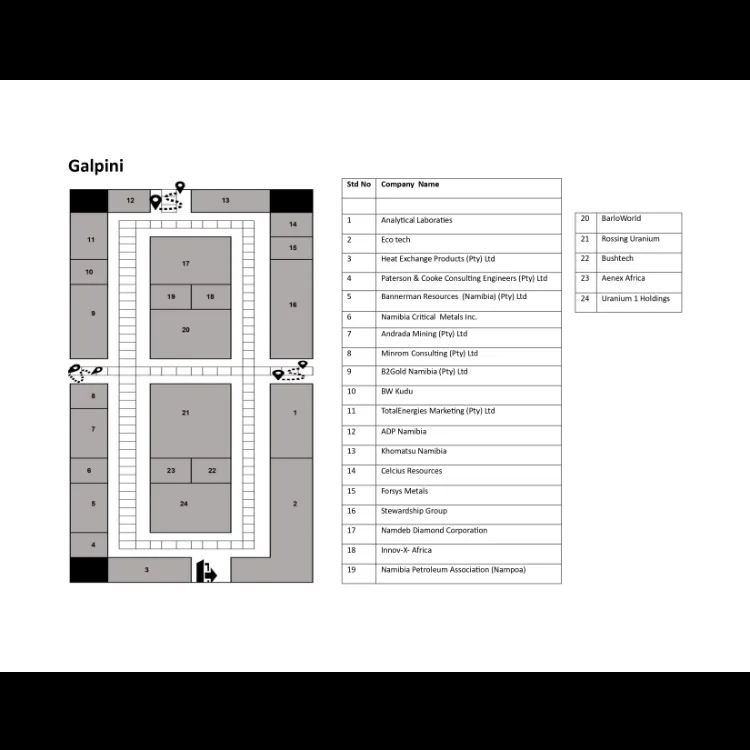 Galpini
12
13
11
14
17
15
10
19
18
9
16
20
8
21
1
7
6
23
22
5
24
2
4
3
Std No Company Name
1 Analytical Laboraties
2 Eco tech
3 Heat Exchange Products (Pty) Ltd
4 Paterson & Cooke Consulting Engineers (Pty) Ltd
5 Bannerman Resources (Namibia) (Pty) Ltd
6 Namibia Critical Metals Inc.
7 Andrada Mining (Pty) Ltd
8 Minrom Consulting (Pty) Ltd
9 B2Gold Namibia (Pty) Ltd
10 BW Kudu
11 TotalEnergies Marketing (Pty) Ltd
12 ADP Namibia
13 Khomatsu Namibia
14 Celcius Resources
15 Forsys Metals
16 Stewardship Group
17 Namdeb Diamond Corporation
18 Innov-X- Africa
19 Namibia Petroleum Association (Nampoa)
20 BarloWorld
21 Rossing Uranium
22 Bushtech
23 Aenex Africa
24 Uranium 1 Holdings